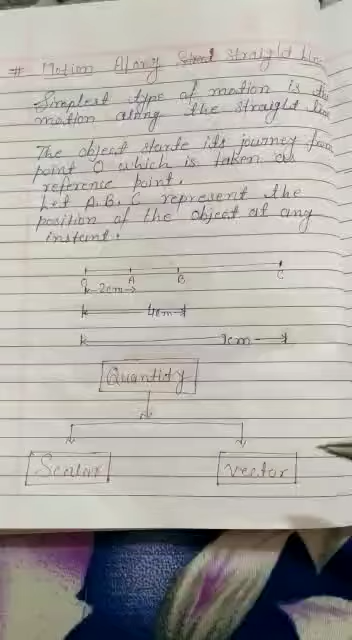 # Motion Along Straight Line
Simplest type of motion is the
motion along the straight line
The object starts its journey from
point O which is taken as
reference point.
Let A, B, C represent the
position of the object at any
instant.
O A B C
2cm
4cm
7cm
Quantity
Scalar Vector